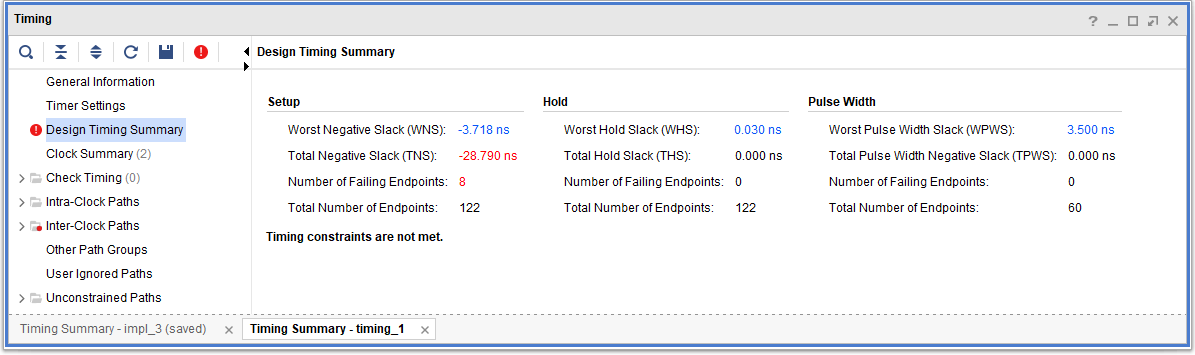 Timing
Design Timing Summary
General Information
Timer Settings
Design Timing Summary
Clock Summary (2)
Check Timing (0)
Intra-Clock Paths
Inter-Clock Paths
Other Path Groups
User Ignored Paths
Unconstrained Paths
Setup
Worst Negative Slack (WNS): -3.718 ns
Total Negative Slack (TNS): -28.790 ns
Number of Failing Endpoints: 8
Total Number of Endpoints: 122
Hold
Worst Hold Slack (WHS): 0.030 ns
Total Hold Slack (THS): 0.000 ns
Number of Failing Endpoints: 0
Total Number of Endpoints: 122
Pulse Width
Worst Pulse Width Slack (WPWS): 3.500 ns
Total Pulse Width Negative Slack (TPWS): 0.000 ns
Number of Failing Endpoints: 0
Total Number of Endpoints: 60
Timing constraints are not met.
Timing Summary - impl_3 (saved)
Timing Summary - timing_1